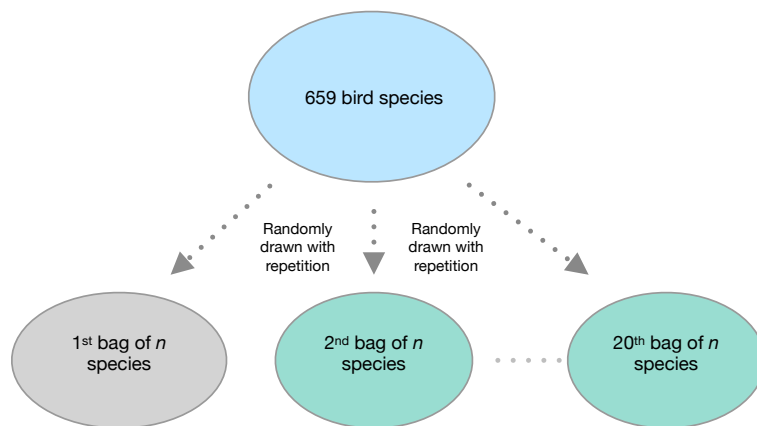 659 bird species
Randomly
drawn with
repetition
Randomly
drawn with
repetition
1st bag of n
species
2nd bag of n
species
20th bag of n
species